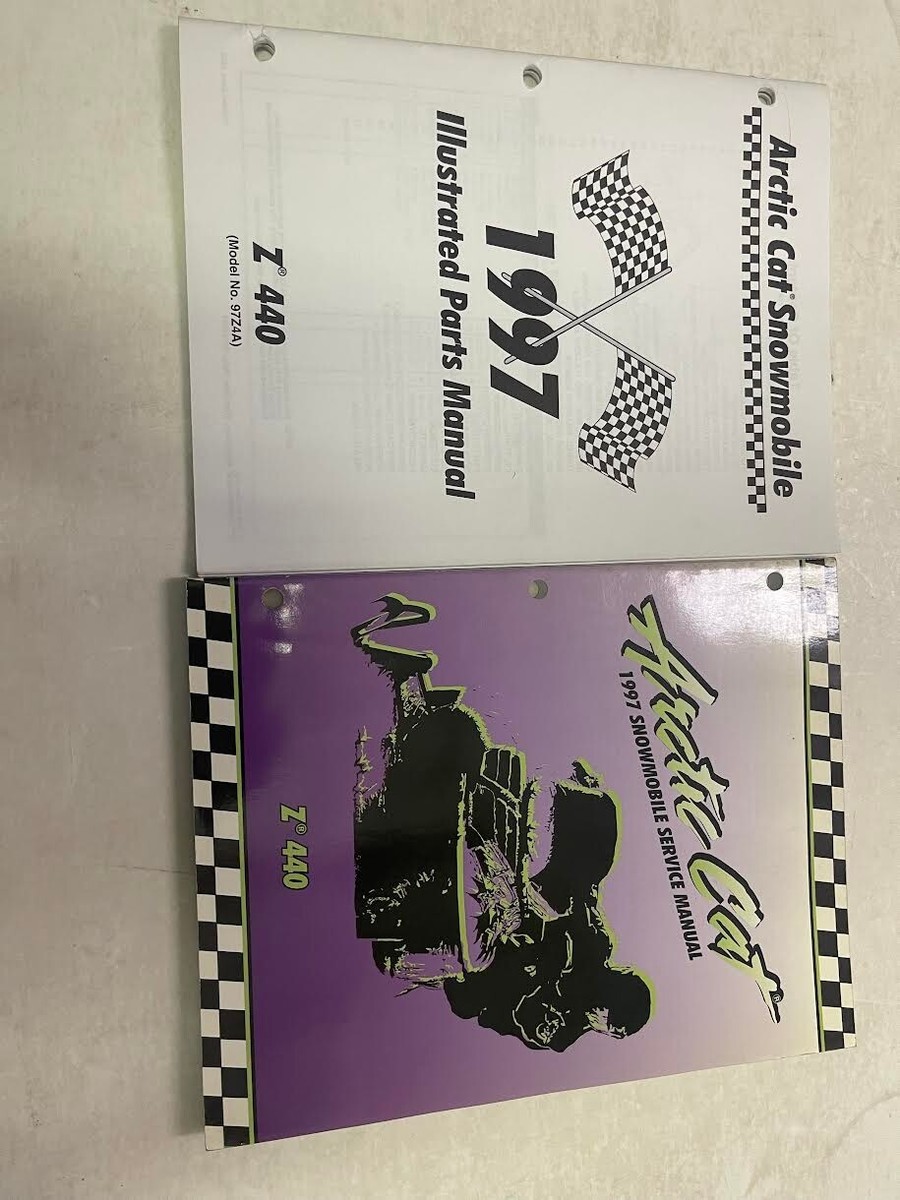 Arctic Cat® Snowmobile
1997
Illustrated Parts Manual
Z® 440
(Model No. 97Z4A)
Arctic Cat®
1997 SNOWMOBILE SERVICE MANUAL
Z® 440